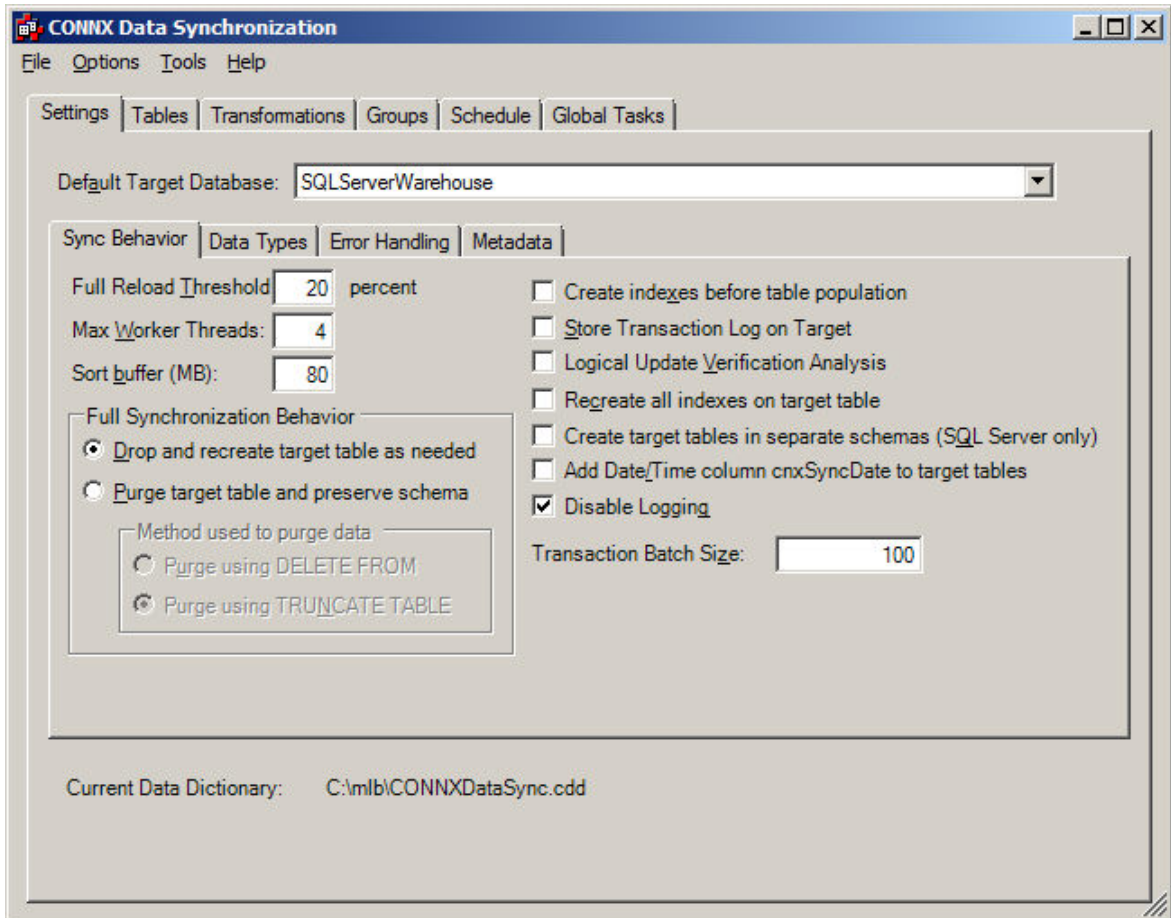 CONNX Data Synchronization
File Options Tools Help
Settings Tables Transformations Groups Schedule Global Tasks
Default Target Database: SQLServerWarehouse
Sync Behavior Data Types Error Handling Metadata
Full Reload Threshold 20 percent
Max Worker Threads: 4
Sort buffer (MB): 80
Full Synchronization Behavior
Drop and recreate target table as needed
Purge target table and preserve schema
Method used to purge data
Purge using DELETE FROM
Purge using TRUNCATE TABLE
Create indexes before table population
Store Transaction Log on Target
Logical Update Verification Analysis
Recreate all indexes on target table
Create target tables in separate schemas (SQL Server only)
Add Date/Time column cnxSyncDate to target tables
Disable Logging
Transaction Batch Size: 100
Current Data Dictionary: C:\mlb\CONNXDataSync.cdd